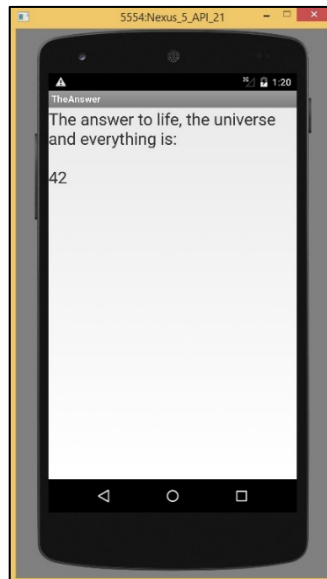 5554:Nexus_5_API_21
1:20
TheAnswer
The answer to life, the universe
and everything is:
42